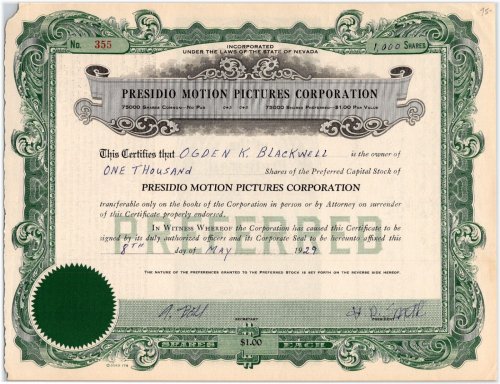 95-
No. 355
1,000 SHARES
INCORPORATED
UNDER THE LAWS OF THE STATE OF NEVADA
PRESIDIO MOTION PICTURES CORPORATION
75000 SHARES COMMON—NO PAR 75000 SHARES PREFERRED—$1.00 PAR VALUE
This Certifies that OGDEN K. BLACKWELL is the owner of
ONE THOUSAND Shares of the Preferred Capital Stock of
PRESIDIO MOTION PICTURES CORPORATION
transferable only on the books of the Corporation in person or by Attorney on surrender
of this Certificate properly endorsed.
PREFERRED
IN WITNESS WHEREOF the Corporation has caused this Certificate to be
signed by its duly authorized officers and its Corporate Seal to be hereunto affixed this
8TH day of MAY 1929
THE NATURE OF THE PREFERENCES GRANTED TO THE PREFERRED STOCK IS SET FORTH ON THE REVERSE SIDE HEREOF.
SECRETARY PRESIDENT
SHARES $1.00 EACH